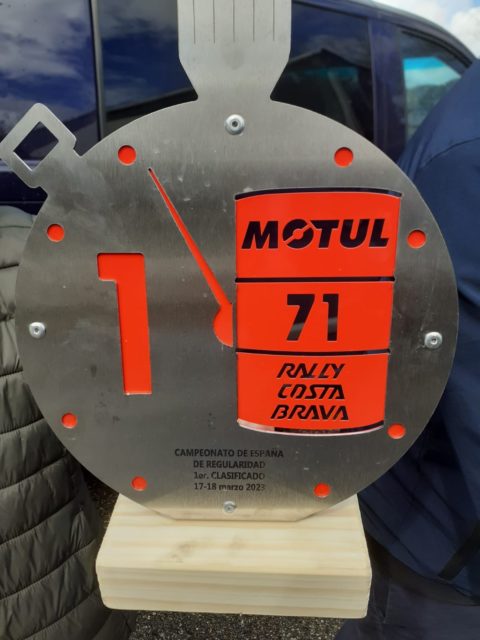 MOTUL
71
RALLY
COSTA
BRAVA
1
CAMPEONATO DE ESPAÑA
DE REGULARIDAD
1er. CLASIFICADO
17-18 marzo 2023